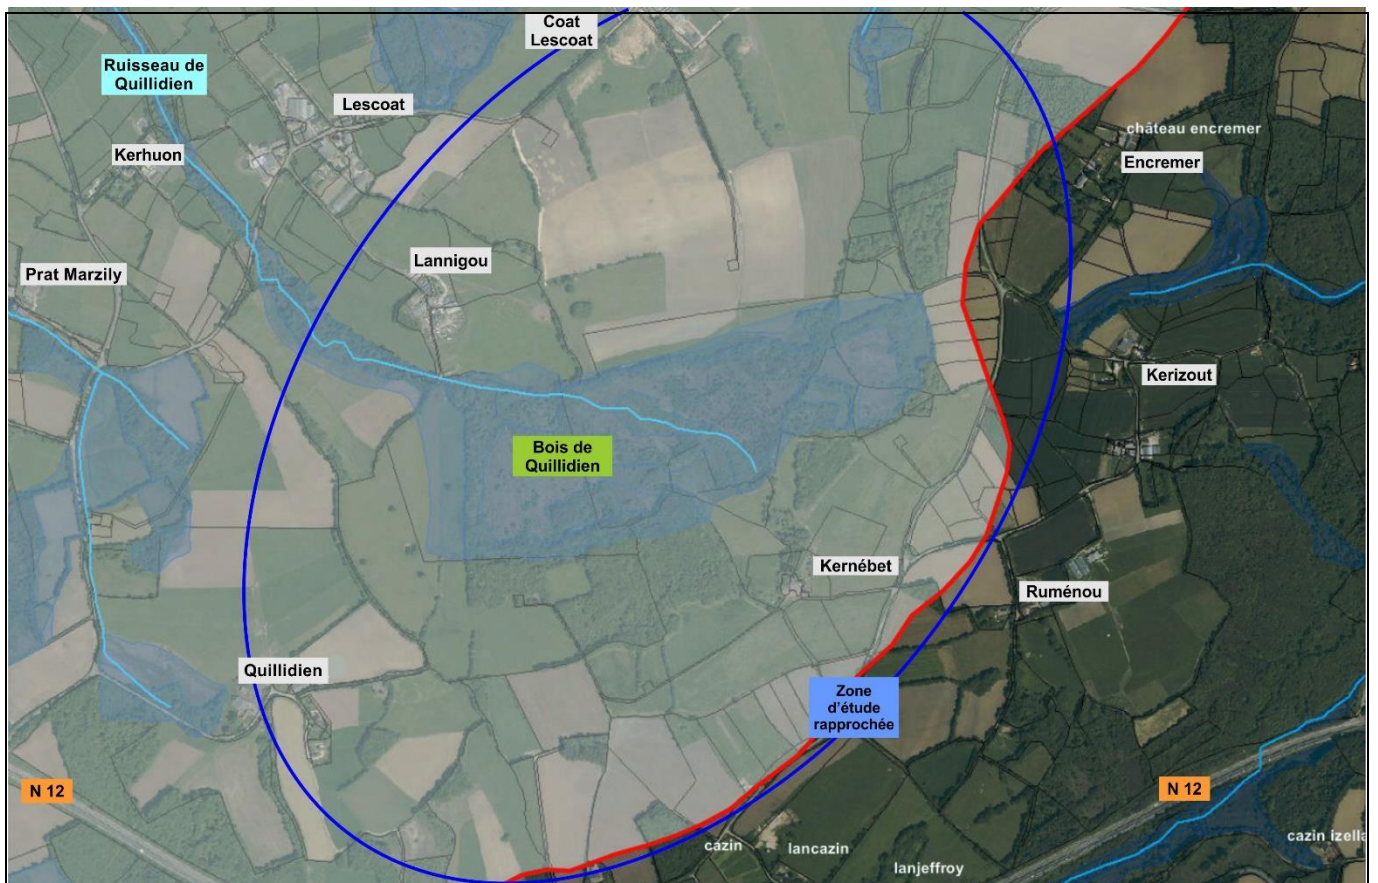 Coat
Lescoat
Ruisseau de
Quillidien
Lescoat
château encremer
Kerhuon
Encremer
Lannigou
Prat Marzily
Kerizout
Bois de
Quillidien
Kernébet
Ruménou
Quillidien
Zone
d'étude
rapprochée
N 12
N 12
cazin
lancazin
cazin izella
lanjeffroy